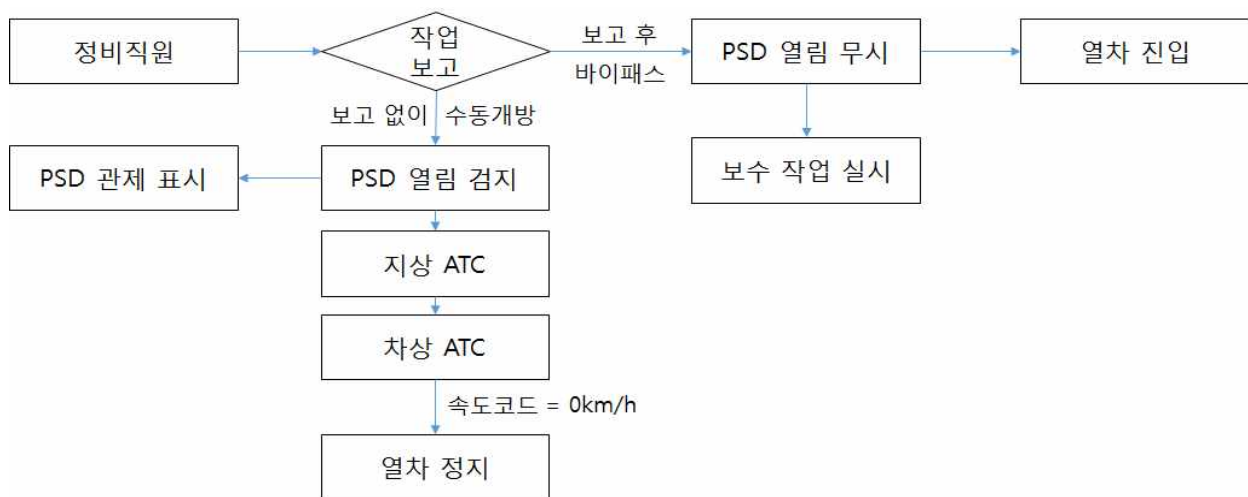 정비직원
작업
보고
보고 후
바이패스
PSD 열림 무시
열차 진입
보고 없이 수동개방
보수 작업 실시
PSD 관제 표시
PSD 열림 검지
지상 ATC
차상 ATC
속도코드 = 0km/h
열차 정지